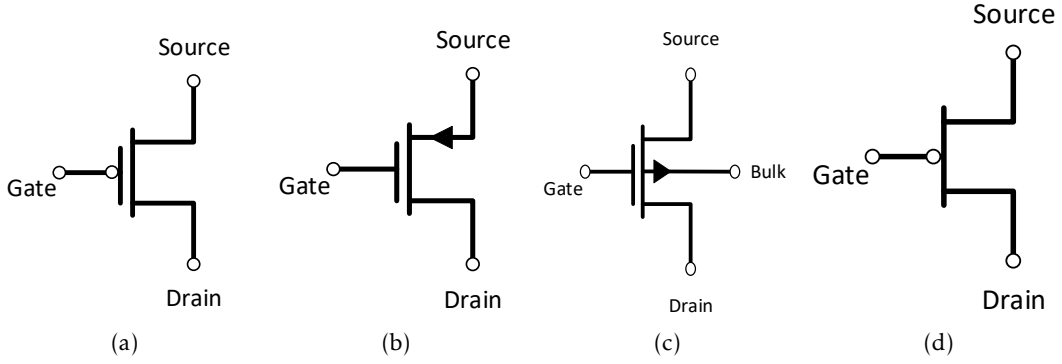 Source
Gate
Drain
(a)
Source
Gate
Drain
(b)
Source
Gate
Bulk
Drain
(c)
Source
Gate
Drain
(d)